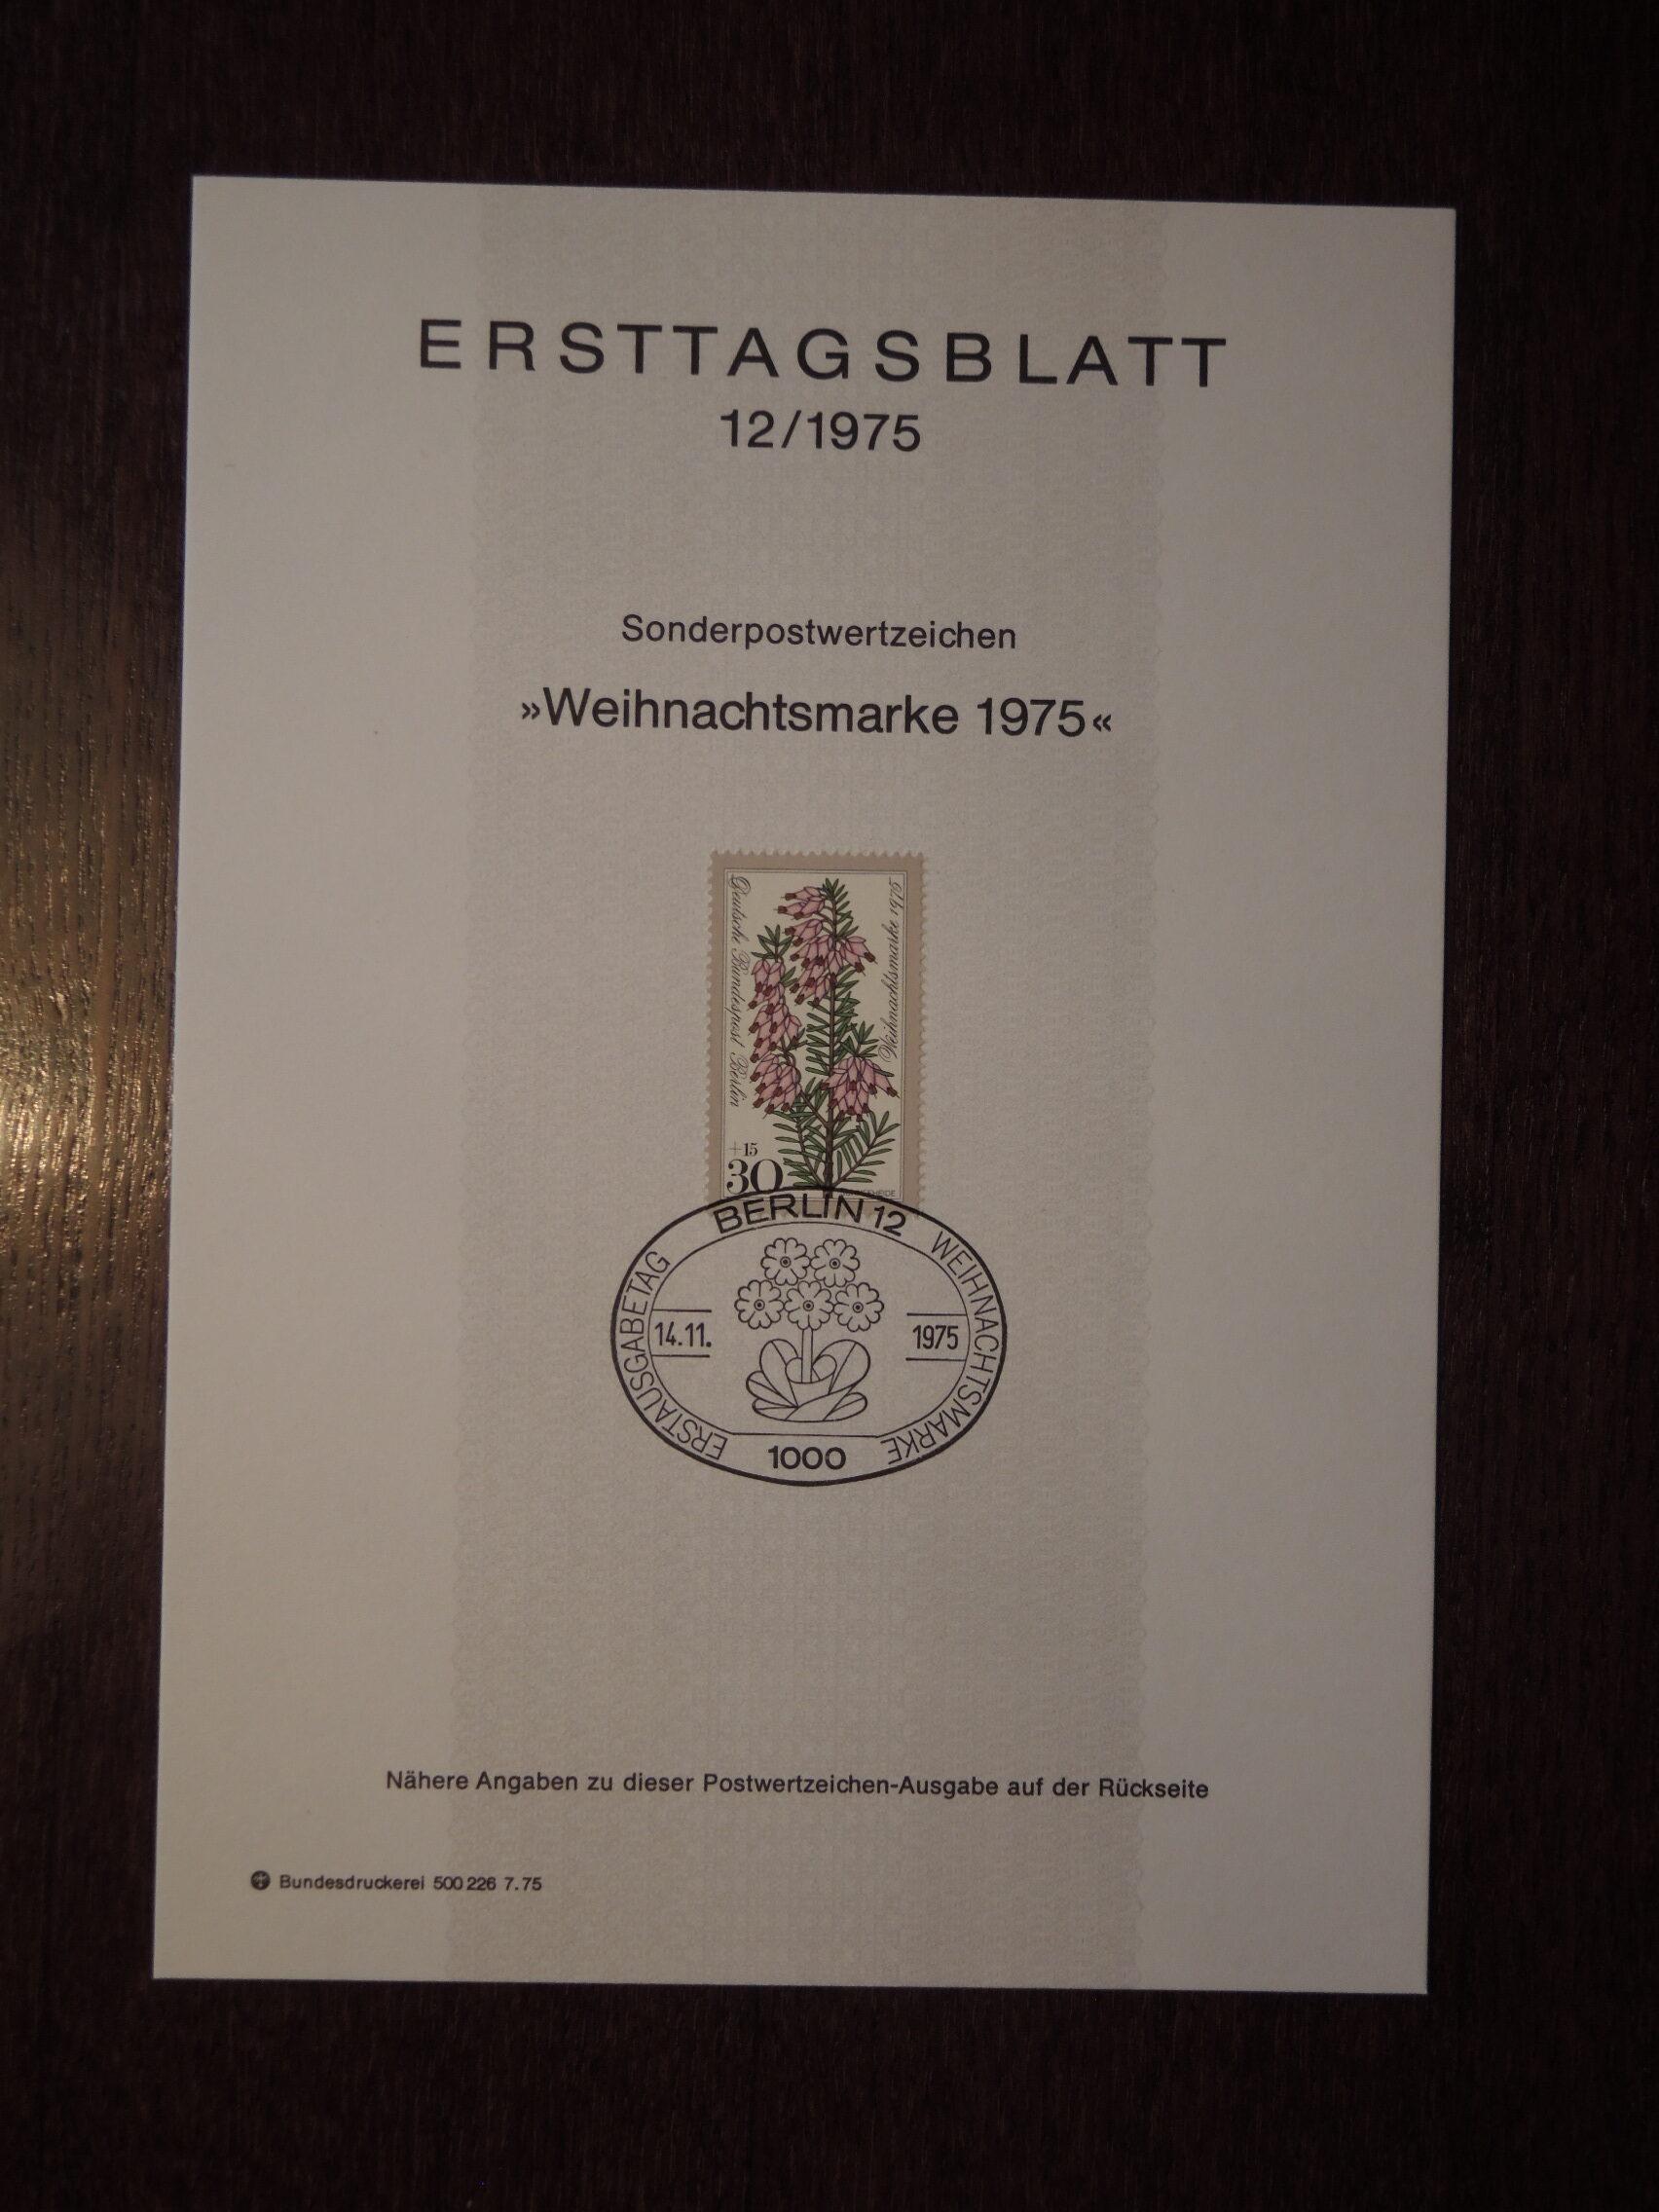 ERSTTAGSBLATT
12/1975
Sonderpostwertzeichen
»Weihnachtsmarke 1975«
Deutsche Bundespost Berlin
Weihnachtsmarke 1975
+15
30
BERLIN 12
ERSTAUSGABETAG
WEIHNACHTSMARKE
14.11.
1975
1000
Nähere Angaben zu dieser Postwertzeichen-Ausgabe auf der Rückseite
Bundesdruckerei 500 226 7.75